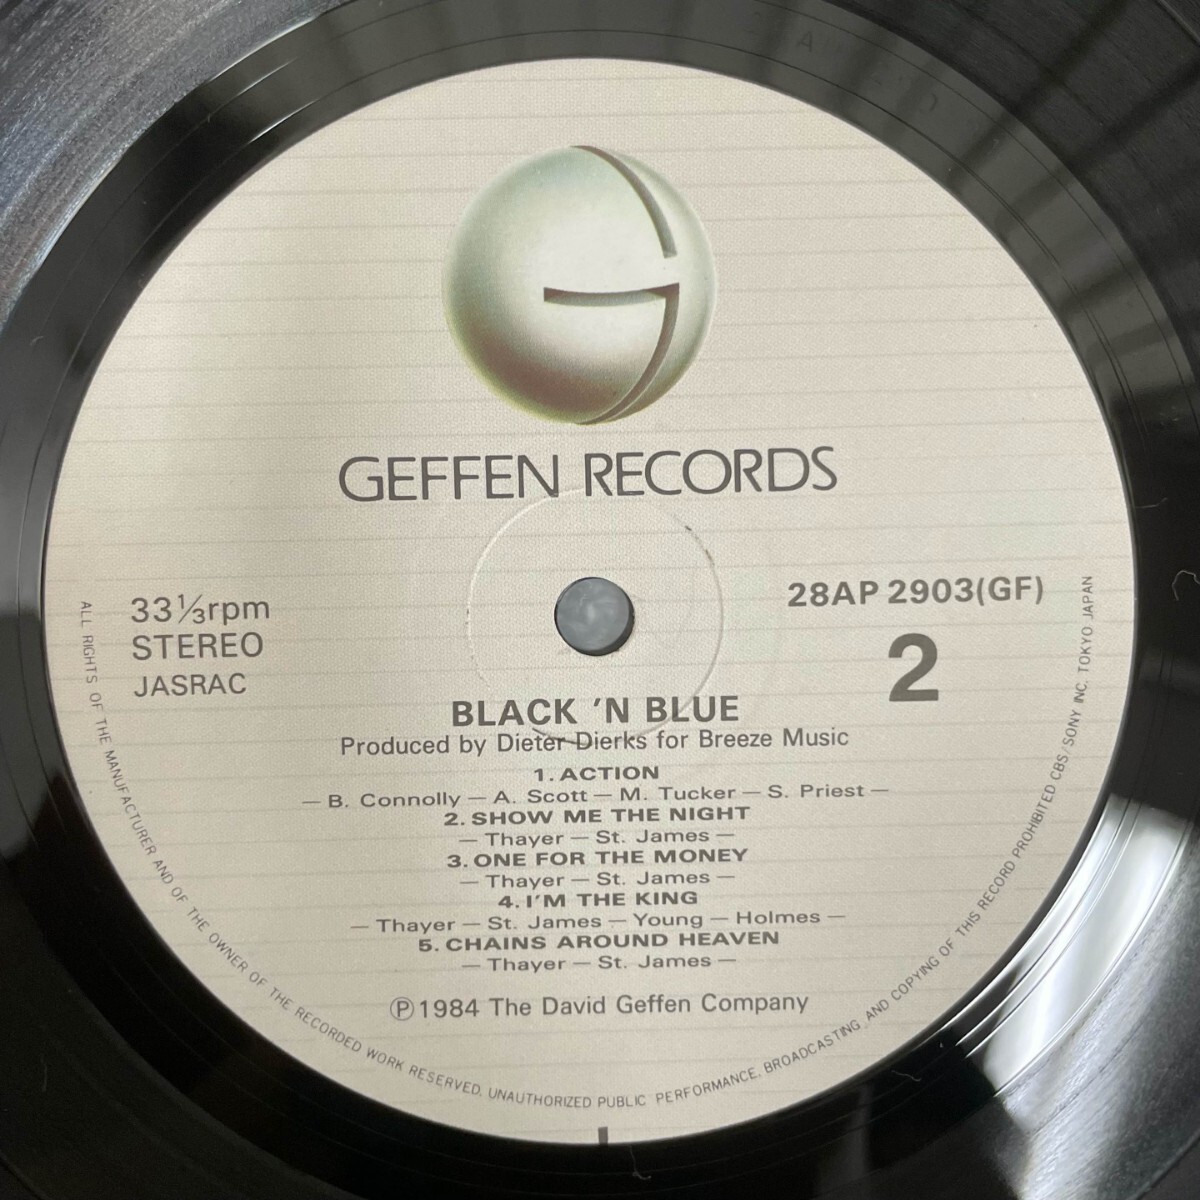 GEFFEN RECORDS
33⅓rpm
STEREO
JASRAC
28AP 2903(GF)
2
BLACK 'N BLUE
Produced by Dieter Dierks for Breeze Music
1. ACTION
— B. Connolly — A. Scott — M. Tucker — S. Priest —
2. SHOW ME THE NIGHT
— Thayer — St. James —
3. ONE FOR THE MONEY
— Thayer — St. James —
4. I'M THE KING
— Thayer — St. James — Young — Holmes —
5. CHAINS AROUND HEAVEN
— Thayer — St. James —
Ⓟ1984 The David Geffen Company
ALL RIGHTS OF THE MANUFACTURER AND OF THE OWNER OF THE RECORDED WORK RESERVED. UNAUTHORIZED PUBLIC PERFORMANCE, BROADCASTING AND COPYING OF THIS RECORD PROHIBITED CBS/SONY INC. TOKYO JAPAN